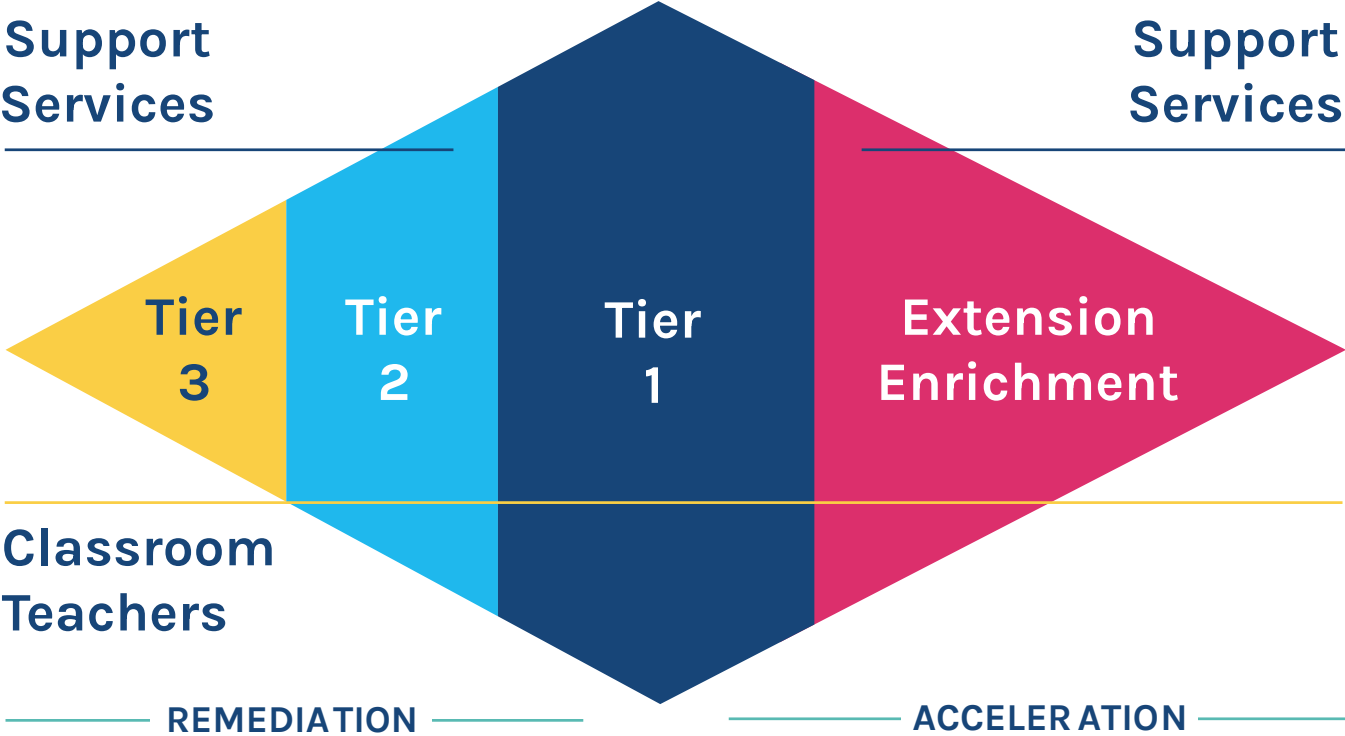 Support
Services
Support
Services
Tier
3
Tier
2
Tier
1
Extension
Enrichment
Classroom
Teachers
REMEDIATION
ACCELERATION